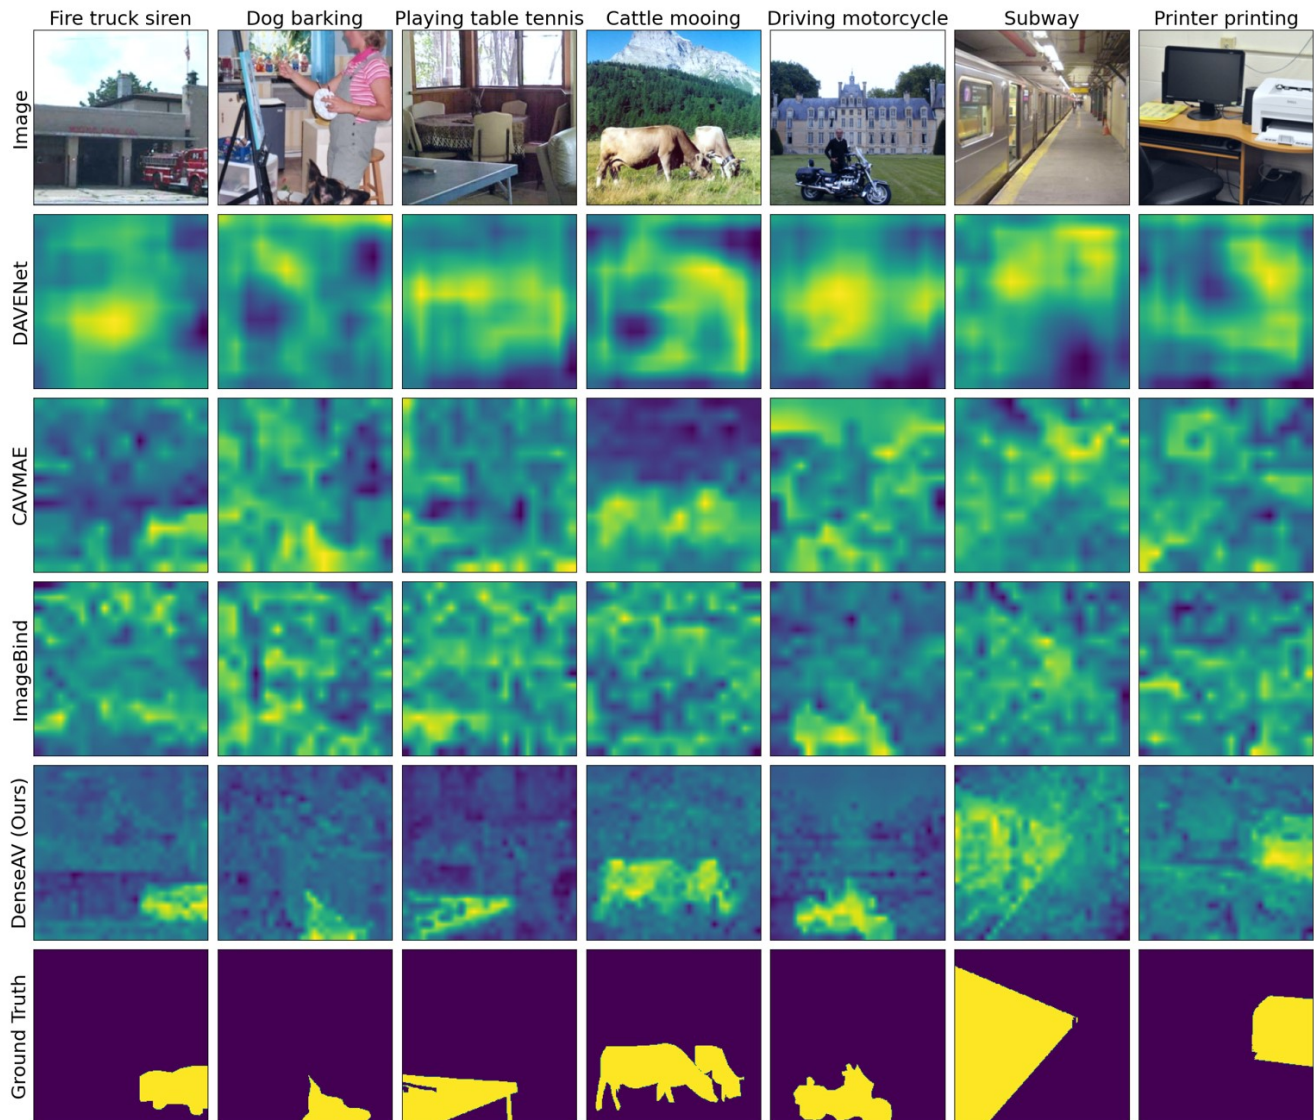 Fire truck siren
Dog barking
Playing table tennis
Cattle mooing
Driving motorcycle
Subway
Printer printing
Image
DAVENet
CAVMAE
ImageBind
DenseAV (Ours)
Ground Truth